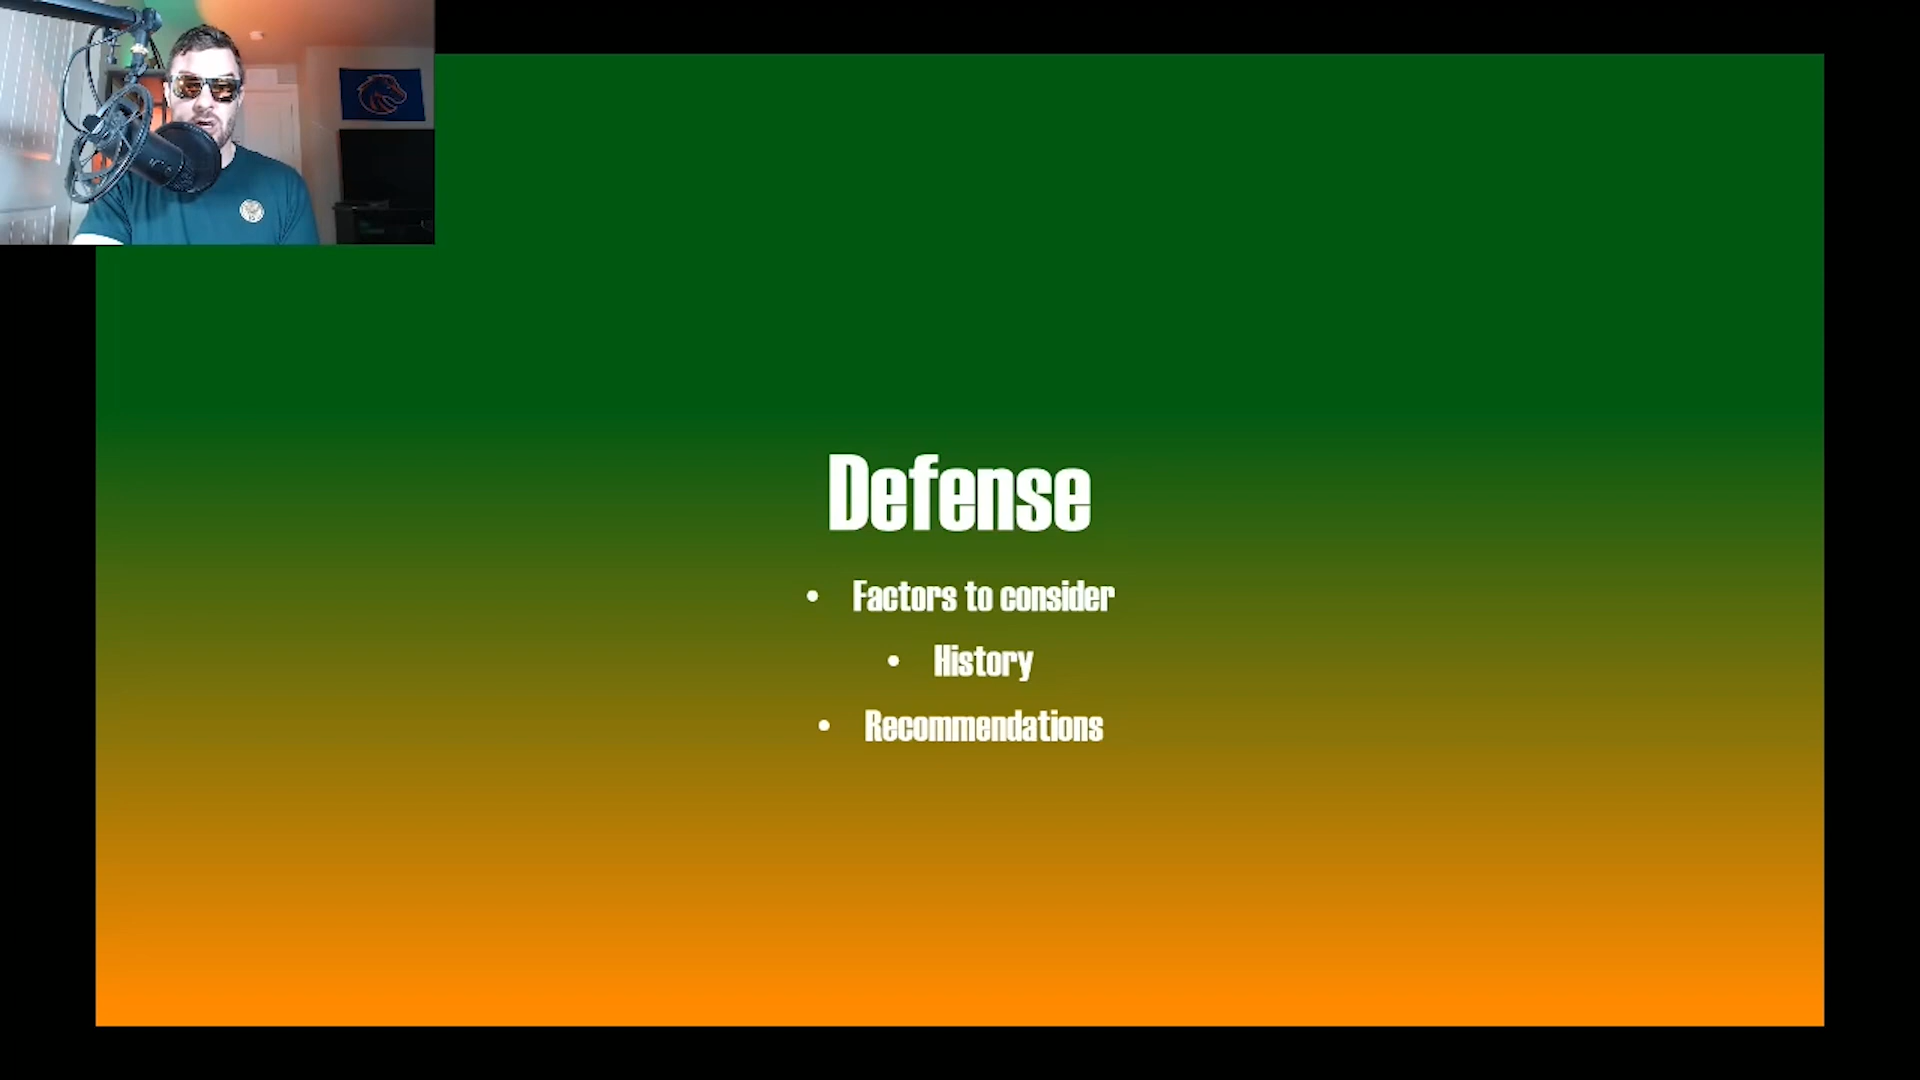 Defense
• Factors to consider
• History
• Recommendations